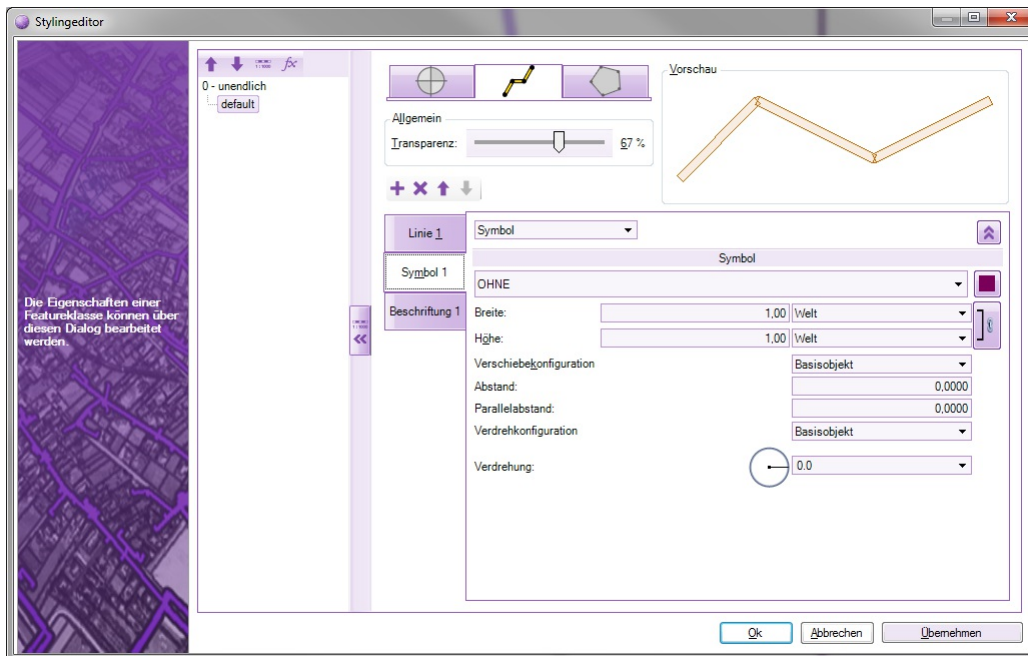 Stylingeditor
Die Eigenschaften einer
Featureklasse können über
diesen Dialog bearbeitet
werden.
fx
0 - unendlich
default
Allgemein
Transparenz:
67 %
Vorschau
Linie 1
Symbol 1
Beschriftung 1
Symbol
Symbol
OHNE
Breite:
1,00
Welt
Höhe:
1,00
Welt
Verschiebekonfiguration
Basisobjekt
Abstand:
0,0000
Parallelabstand:
0,0000
Verdrehkonfiguration
Basisobjekt
Verdrehung:
0.0
Ok
Abbrechen
Übernehmen